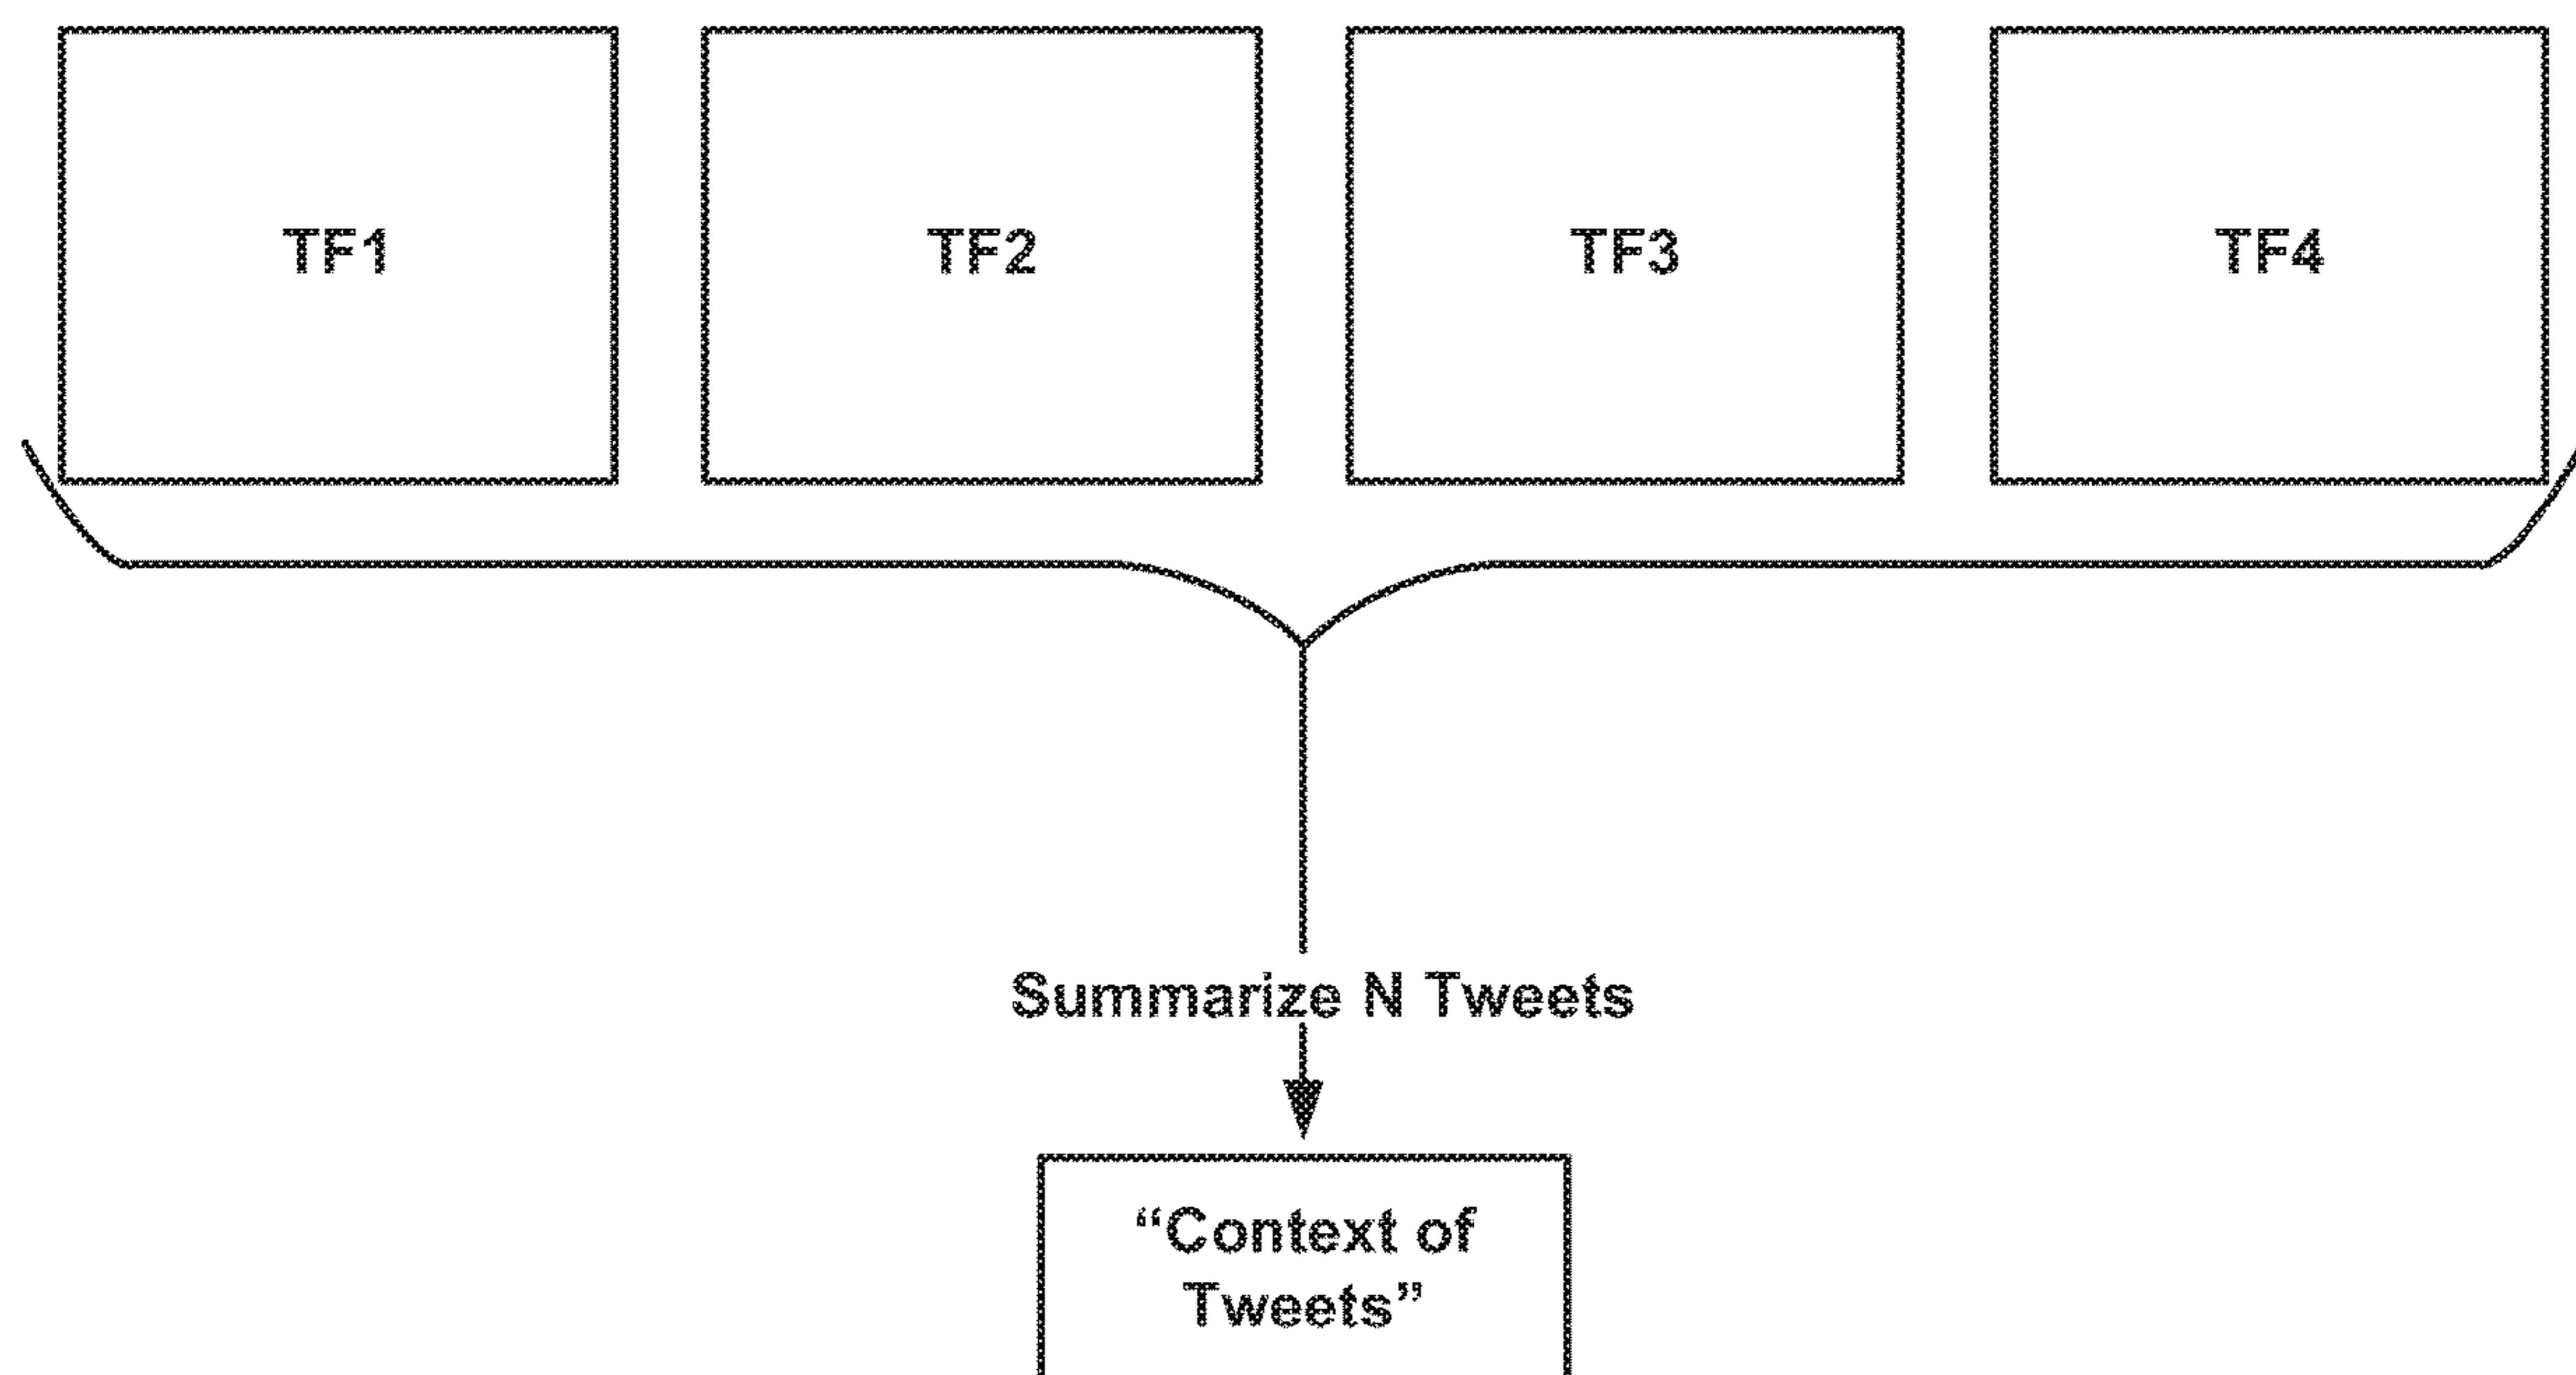 TF1
TF2
TF3
TF4
Summarize N Tweets
“Context of
Tweets”